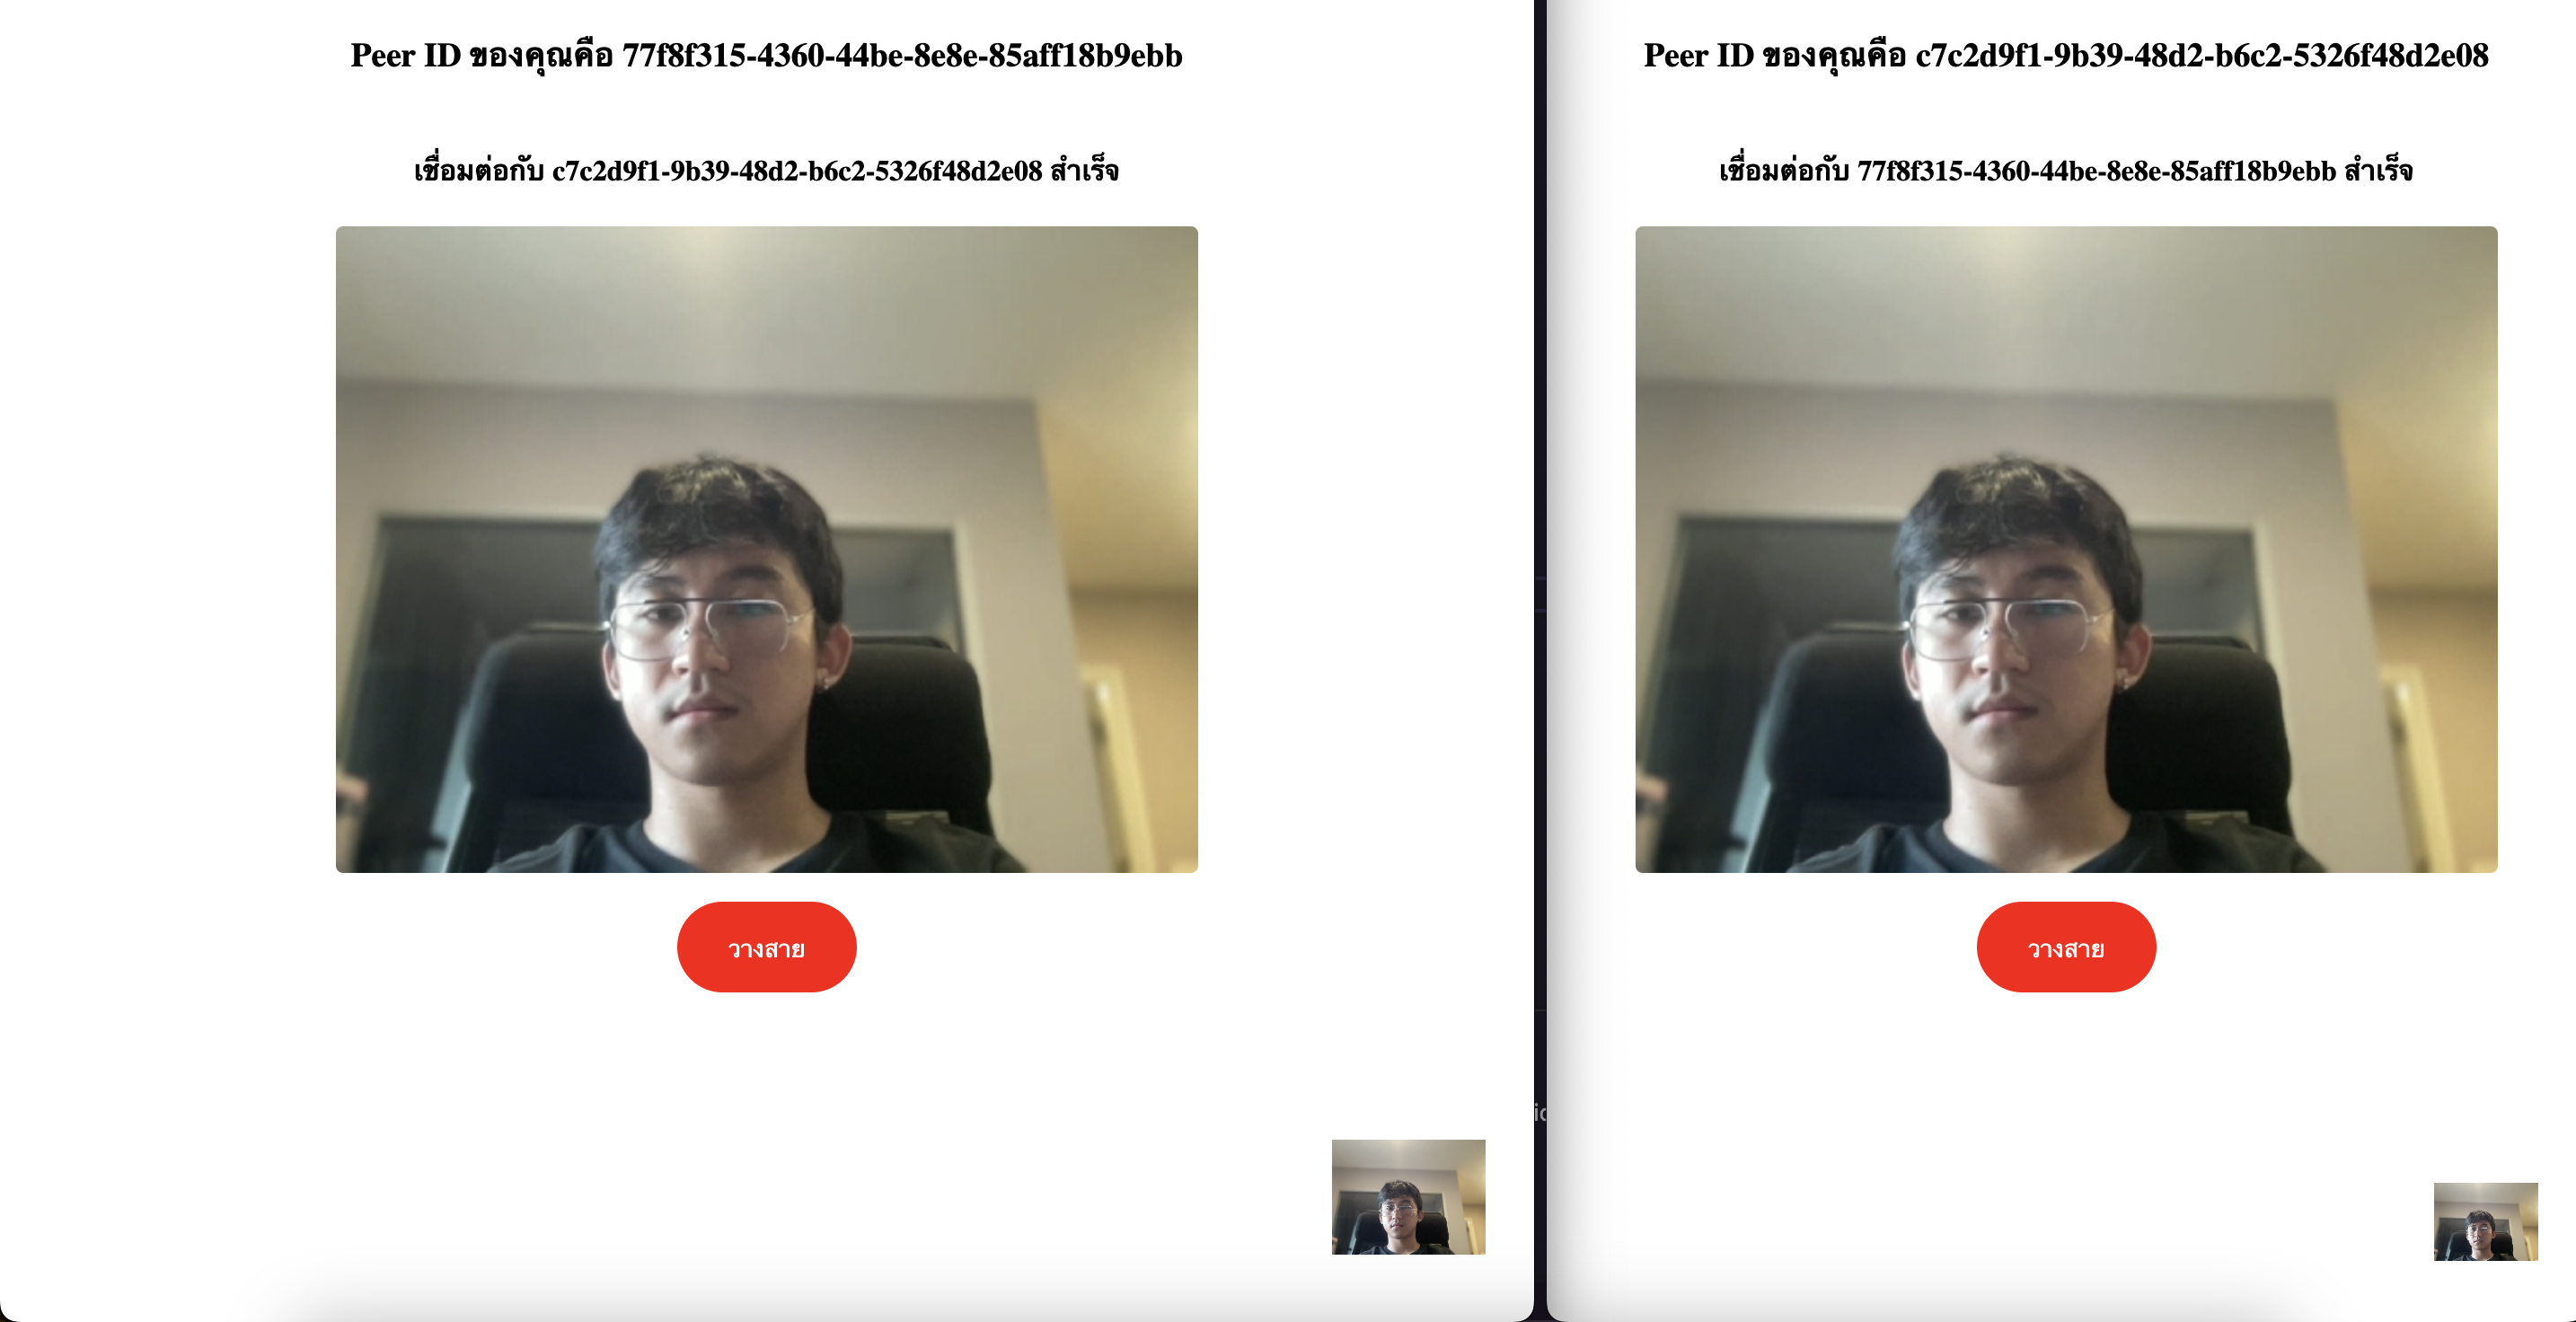 Peer ID ของคุณคือ 77f8f315-4360-44be-8e8e-85aff18b9ebb
เชื่อมต่อกับ c7c2d9f1-9b39-48d2-b6c2-5326f48d2e08 สำเร็จ
วางสาย
Peer ID ของคุณคือ c7c2d9f1-9b39-48d2-b6c2-5326f48d2e08
เชื่อมต่อกับ 77f8f315-4360-44be-8e8e-85aff18b9ebb สำเร็จ
วางสาย